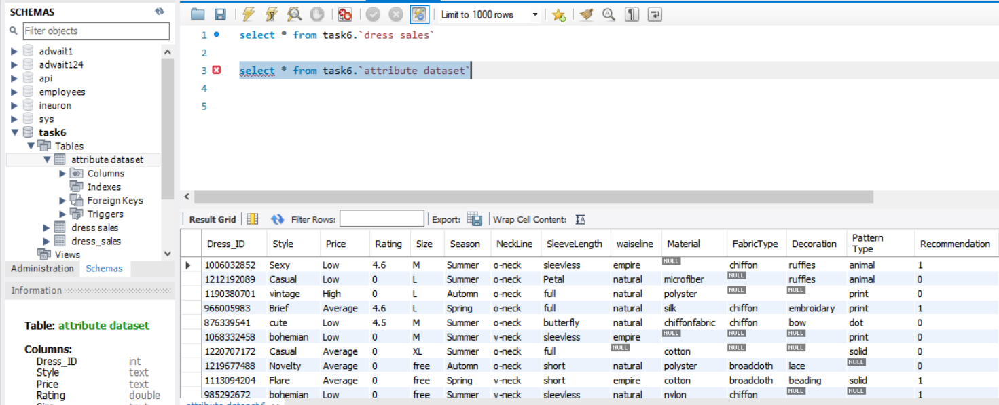 SCHEMAS
Filter objects
adwait1
adwait124
api
employees
ineuron
sys
task6
Tables
attribute dataset
Columns
Indexes
Foreign Keys
Triggers
dress sales
dress_sales
Views
Administration Schemas
Information
Table: attribute dataset
Columns:
Dress_ID int
Style text
Price text
Rating double
Limit to 1000 rows
1 select * from task6.`dress sales`
2
3 select * from task6.`attribute dataset`
4
5
Result Grid Filter Rows: Export: Wrap Cell Content:
Dress_ID Style Price Rating Size Season NeckLine SleeveLength waiseline Material FabricType Decoration Pattern Type Recommendation
1006032852 Sexy Low 4.6 M Summer o-neck sleevless empire NULL chiffon ruffles animal 1
1212192089 Casual Low 0 L Summer o-neck Petal natural microfiber NULL ruffles animal 0
1190380701 vintage High 0 L Automn o-neck full natural polyster NULL NULL print 0
966005983 Brief Average 4.6 L Spring o-neck full natural silk chiffon embroidary print 1
876339541 cute Low 4.5 M Summer o-neck butterfly natural chiffonfabric chiffon bow dot 0
1068332458 bohemian Low 0 M Summer v-neck sleevless empire NULL NULL NULL print 0
1220707172 Casual Average 0 XL Summer o-neck full NULL cotton NULL NULL solid 0
1219677488 Novelty Average 0 free Automn o-neck short natural polyster broadcloth lace NULL 0
1113094204 Flare Average 0 free Spring v-neck short empire cotton broadcloth beading solid 1
985292672 bohemian Low 0 free Summer v-neck sleevless natural nylon chiffon NULL NULL 1